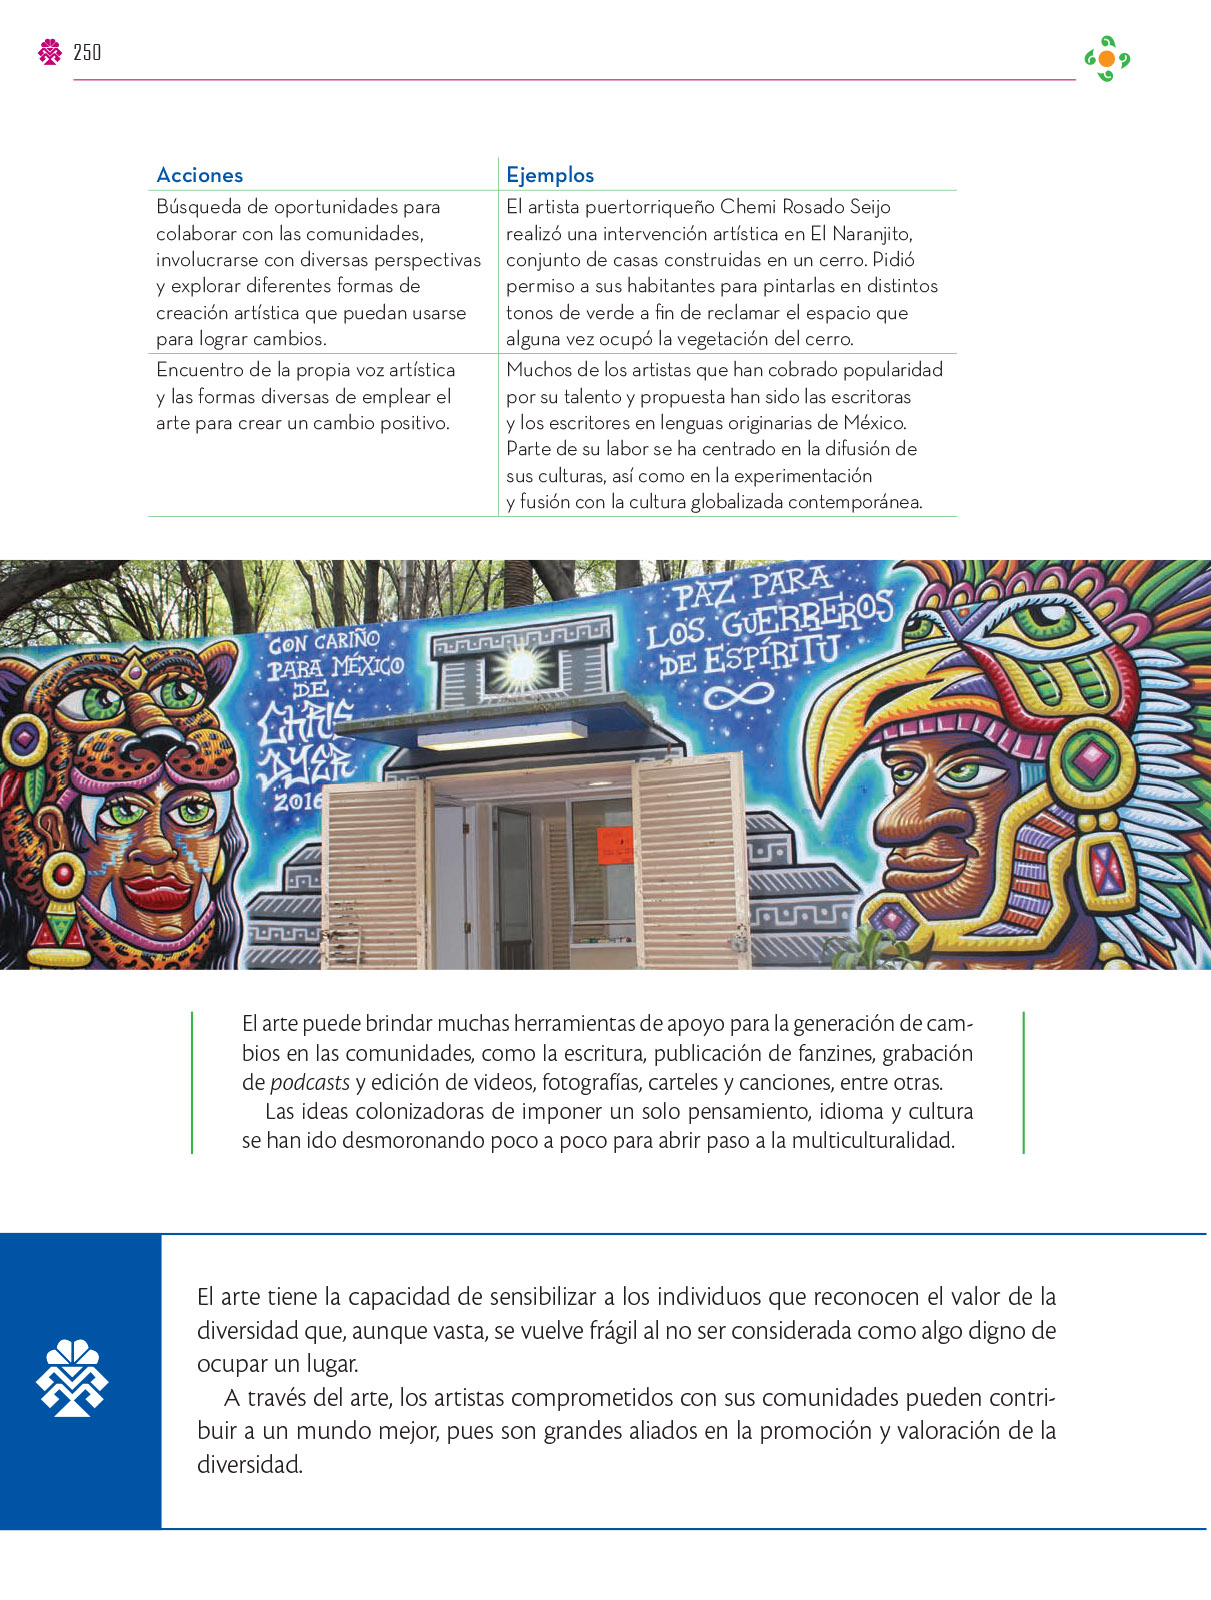 250
Acciones
Búsqueda de oportunidades para
colaborar con las comunidades,
involucrarse con diversas perspectivas
y explorar diferentes formas de
creación artística que puedan usarse
para lograr cambios.
Ejemplos
El artista puertorriqueño Chemi Rosado Seijo
realizó una intervención artística en El Naranjito,
conjunto de casas construidas en un cerro. Pidió
permiso a sus habitantes para pintarlas en distintos
tonos de verde a fin de reclamar el espacio que
alguna vez ocupó la vegetación del cerro.
Encuentro de la propia voz artística
y las formas diversas de emplear el
arte para crear un cambio positivo.
Muchos de los artistas que han cobrado popularidad
por su talento y propuesta han sido las escritoras
y los escritores en lenguas originarias de México.
Parte de su labor se ha centrado en la difusión de
sus culturas, así como en la experimentación
y fusión con la cultura globalizada contemporánea.
CON CARIÑO
PARA MÉXICO
DE
CHRIS
DYER
2016
PAZ PARA
LOS GUERREROS
DE ESPÍRITU
El arte puede brindar muchas herramientas de apoyo para la generación de cam-
bios en las comunidades, como la escritura, publicación de fanzines, grabación
de podcasts y edición de videos, fotografías, carteles y canciones, entre otras.
Las ideas colonizadoras de imponer un solo pensamiento, idioma y cultura
se han ido desmoronando poco a poco para abrir paso a la multiculturalidad.
El arte tiene la capacidad de sensibilizar a los individuos que reconocen el valor de la
diversidad que, aunque vasta, se vuelve frágil al no ser considerada como algo digno de
ocupar un lugar.
A través del arte, los artistas comprometidos con sus comunidades pueden contri-
buir a un mundo mejor, pues son grandes aliados en la promoción y valoración de la
diversidad.